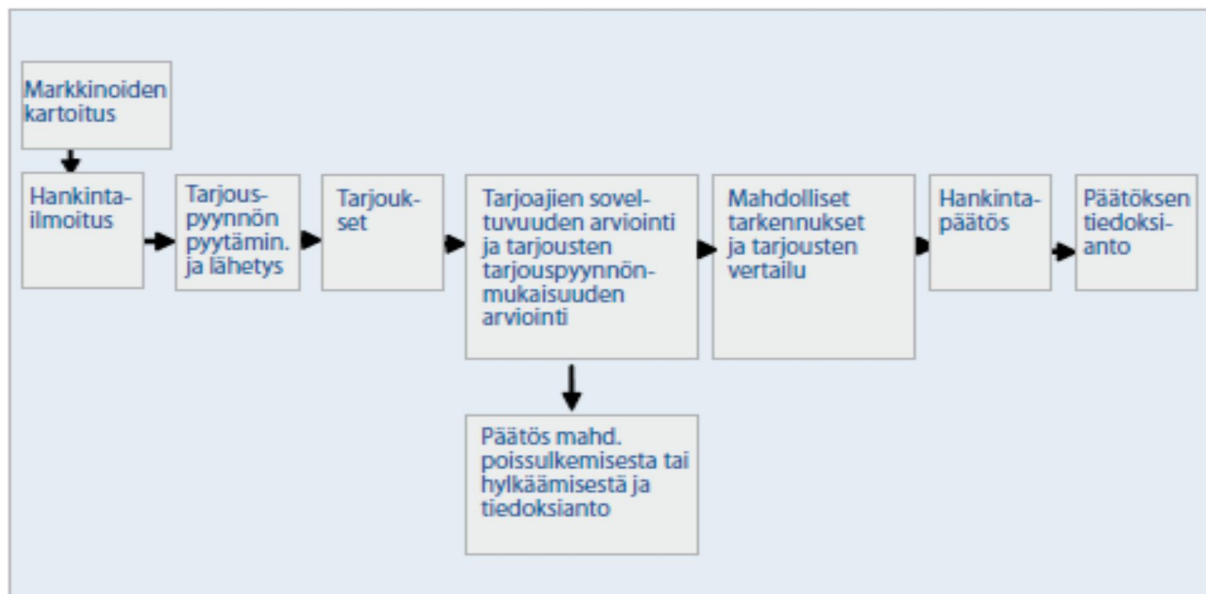 Markkinoiden
kartoitus
Hankinta-
ilmoitus
Tarjous-
pyynnön
pyytämin.
ja lähetys
Tarjouk-
set
Tarjoajien sovel-
tuvuuden arviointi
ja tarjousten
tarjouspyynnön-
mukaisuuden
arviointi
Mahdolliset
tarkennukset
ja tarjousten
vertailu
Hankinta-
päätös
Päätöksen
tiedoksi-
anto
Päätös mahd.
poissulkemisesta tai
hylkäämisestä ja
tiedoksianto